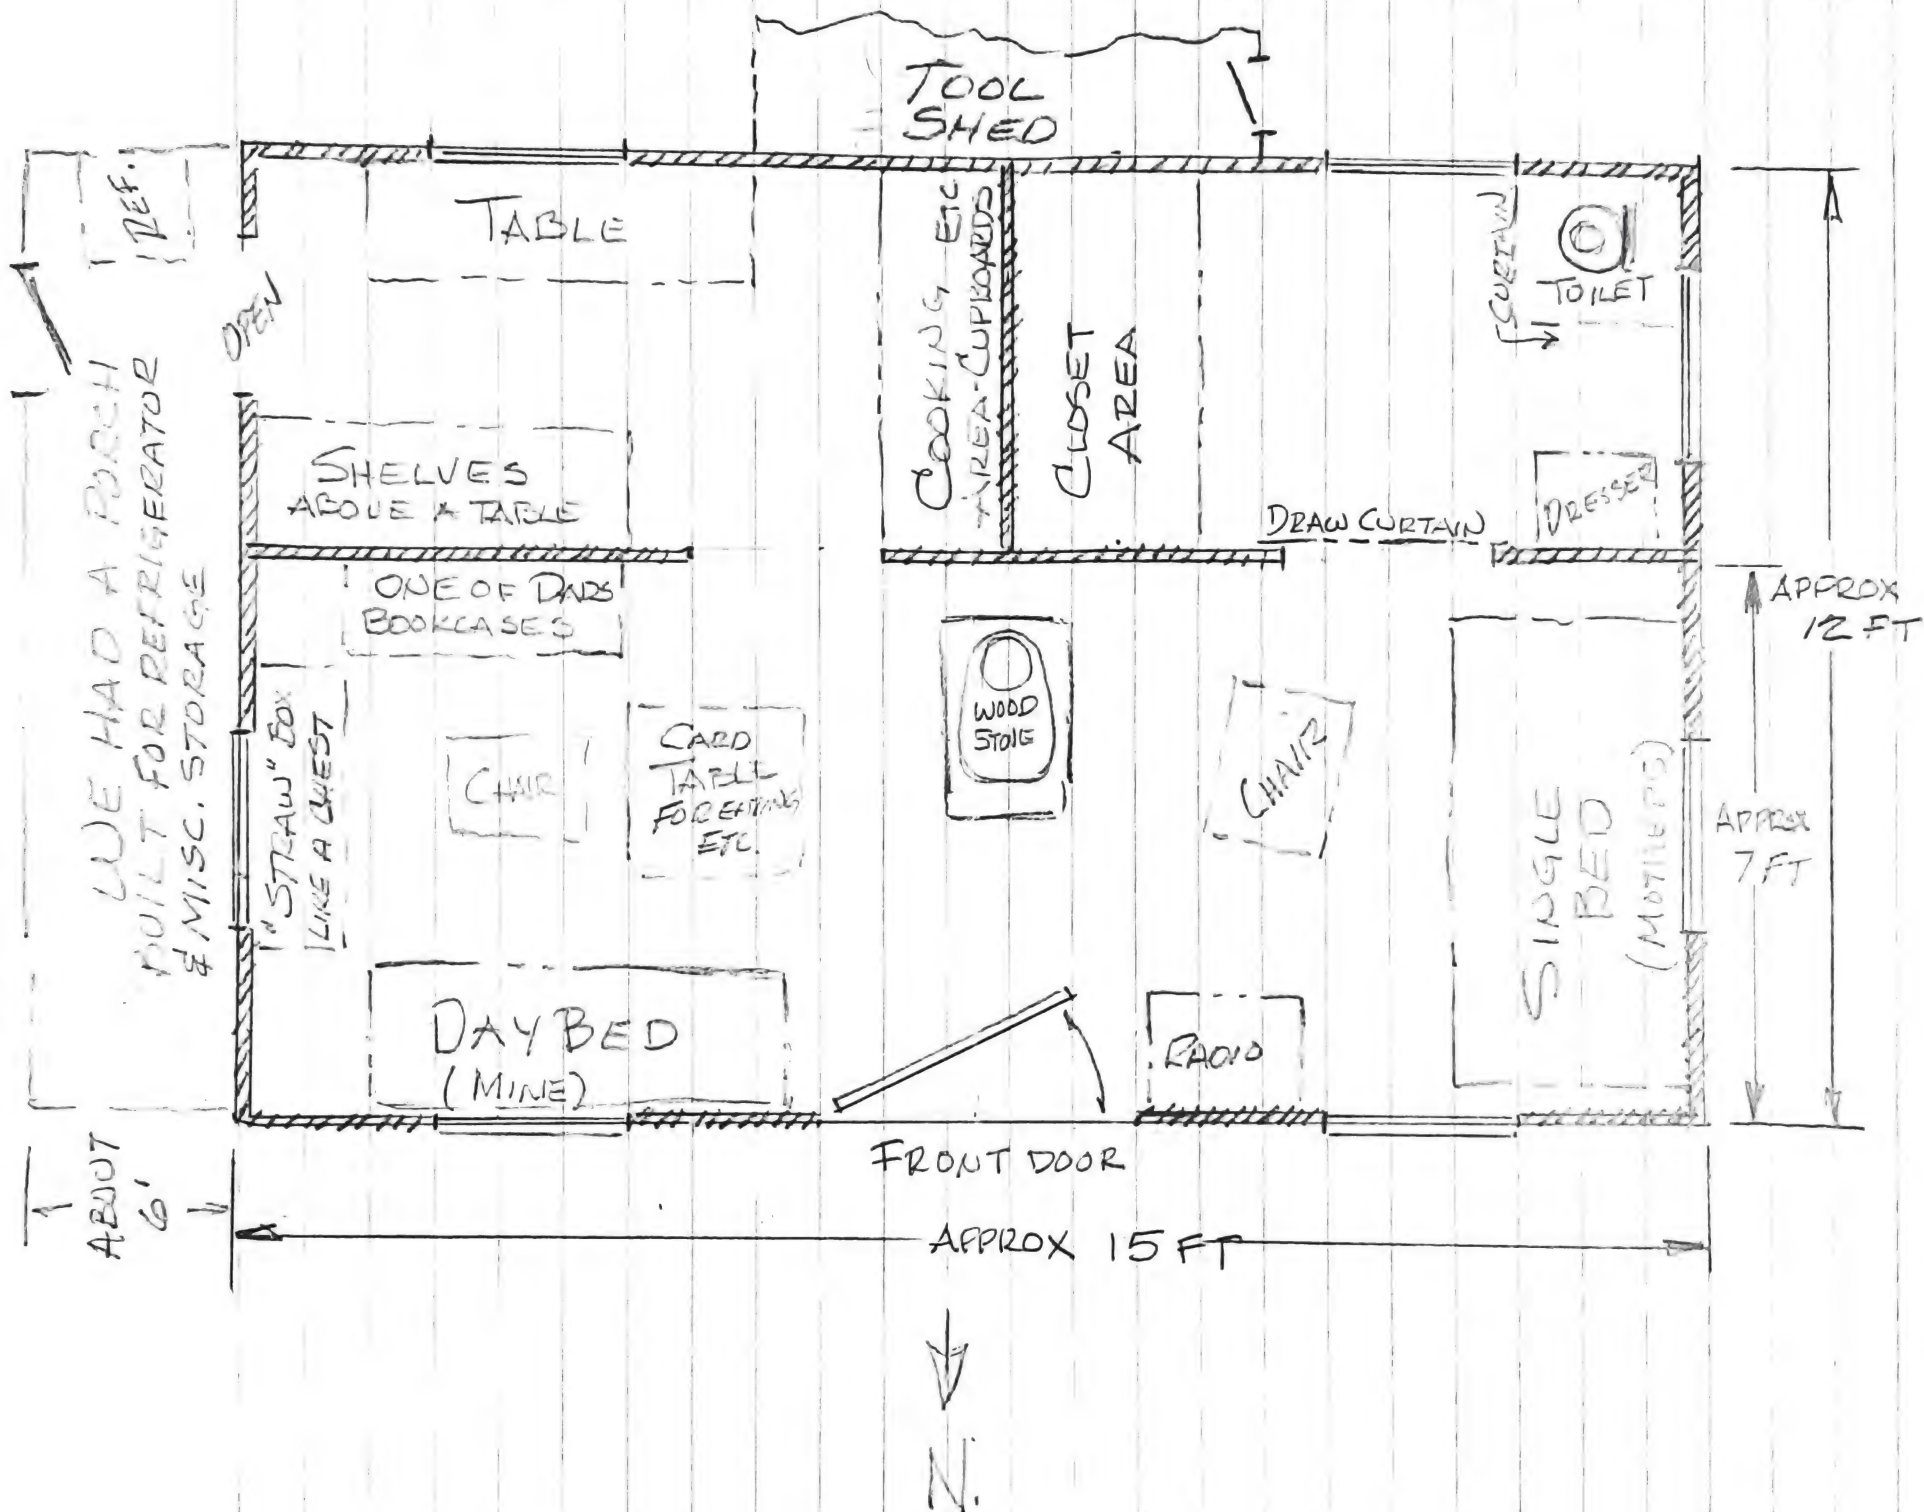 TOOL
SHED
REF.
TABLE
COOKING ETC
AREA-CUPBOARDS
CLOSET
AREA
CURTAIN
TOILET
OPEN
WE HAD A PORCH
BUILT FOR REFRIGERATOR
& MISC. STORAGE
SHELVES
ABOVE A TABLE
DRAW CURTAIN
DRESSER
ONE OF DADS
BOOKCASES
APPROX
12 FT
"STRAW" BOX
LIKE A CHEST
CHAIR
CARD
TABLE
FOR EATING
ETC.
WOOD
STOVE
CHAIR
SINGLE
BED
(MOTHERS)
APPROX
7 FT
DAY BED
(MINE)
RADIO
FRONT DOOR
ABOUT
6'
APPROX 15 FT
N.